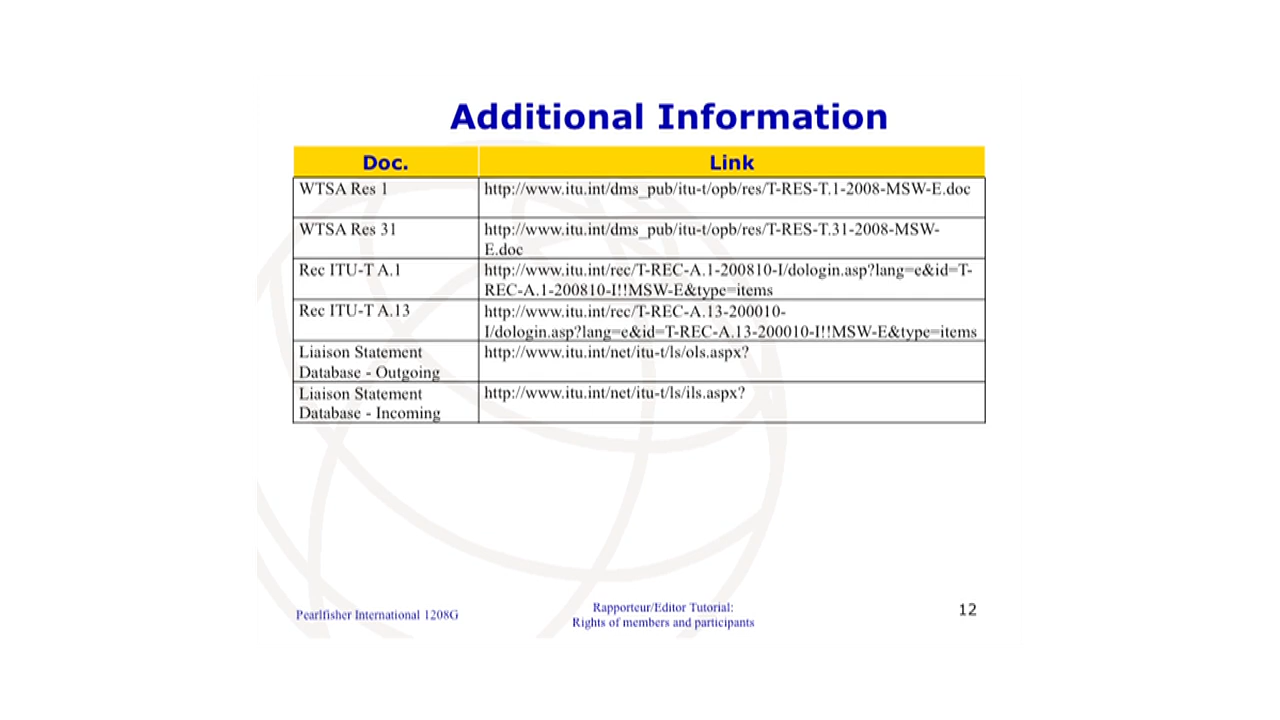 Additional Information
Doc. Link
WTSA Res 1 http://www.itu.int/dms_pub/itu-t/opb/res/T-RES-T.1-2008-MSW-E.doc
WTSA Res 31 http://www.itu.int/dms_pub/itu-t/opb/res/T-RES-T.31-2008-MSW-
E.doc
Rec ITU-T A.1 http://www.itu.int/rec/T-REC-A.1-200810-I/dologin.asp?lang=e&id=T-
REC-A.1-200810-I!!MSW-E&type=items
Rec ITU-T A.13 http://www.itu.int/rec/T-REC-A.13-200010-
I/dologin.asp?lang=e&id=T-REC-A.13-200010-I!!MSW-E&type=items
Liaison Statement http://www.itu.int/net/itu-t/ls/ols.aspx?
Database - Outgoing
Liaison Statement http://www.itu.int/net/itu-t/ls/ils.aspx?
Database - Incoming
Pearlfisher International 1208G
Rapporteur/Editor Tutorial:
Rights of members and participants
12